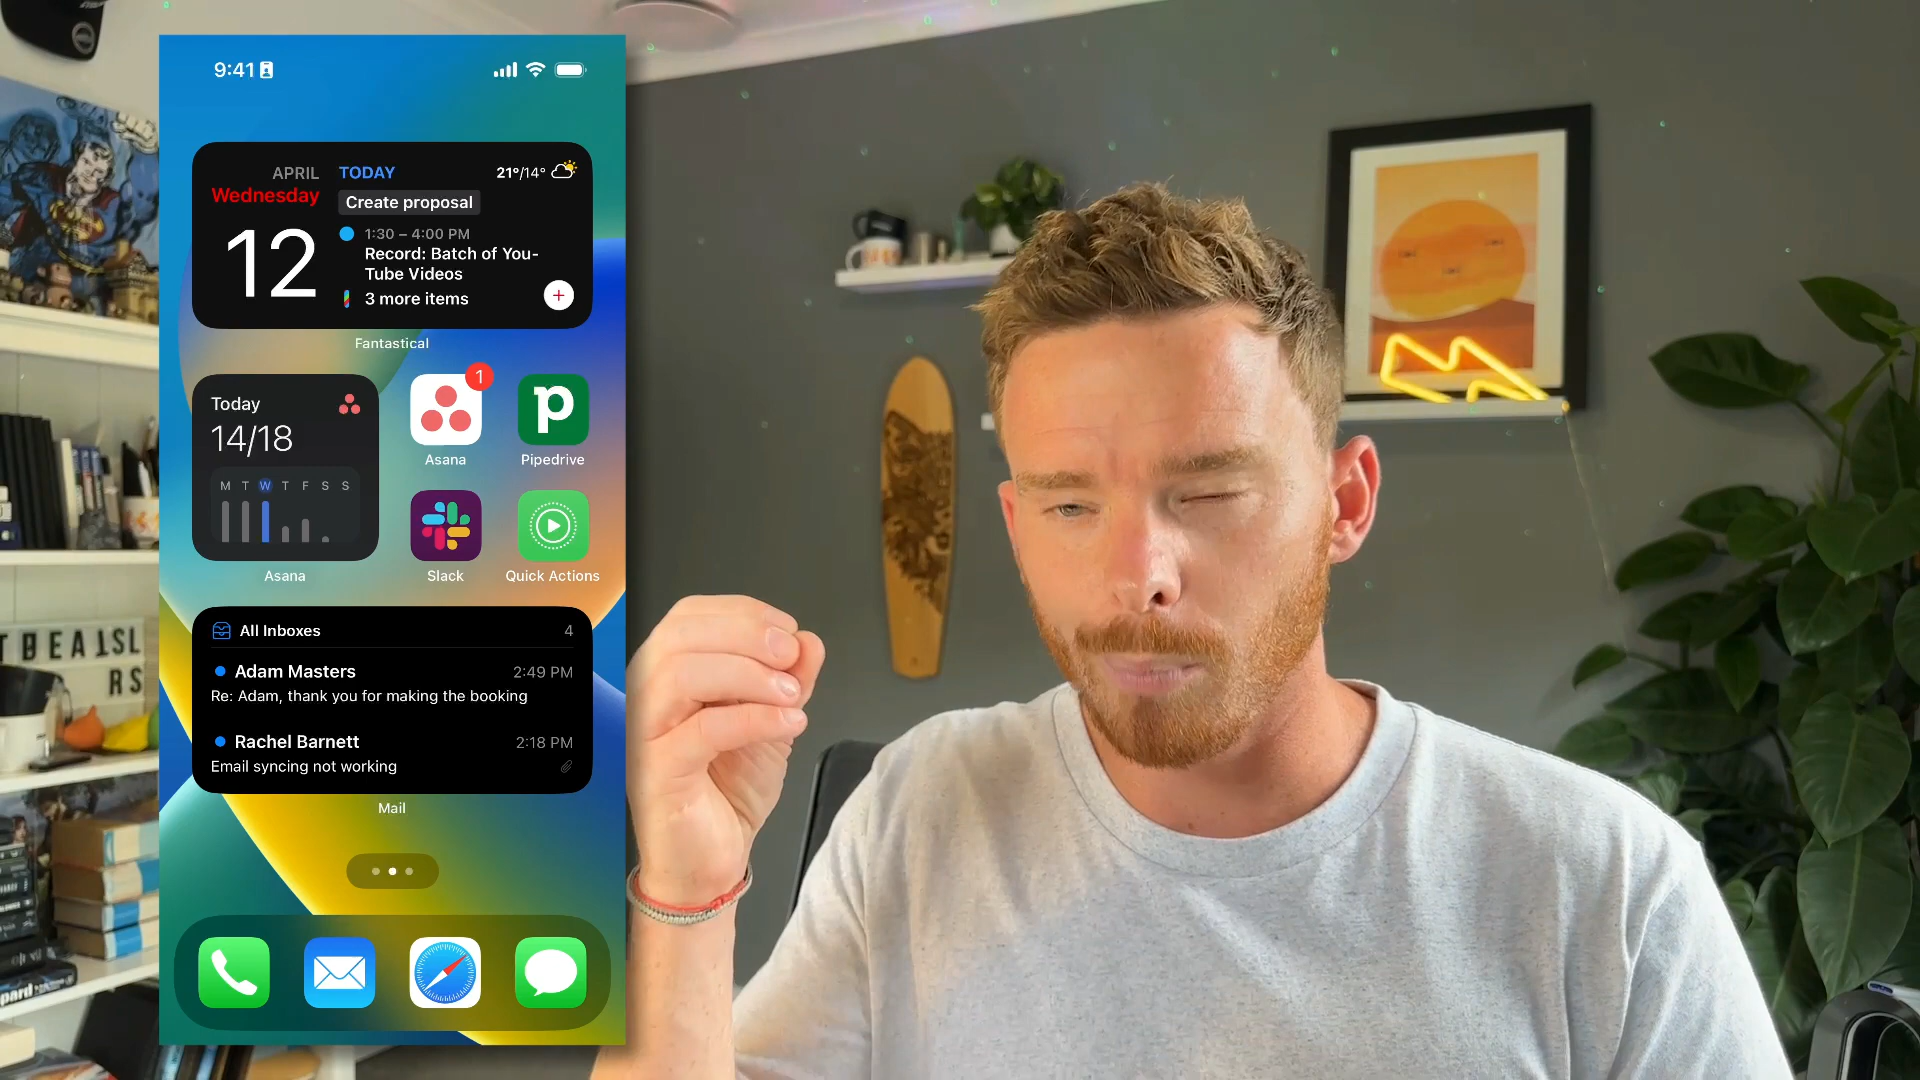 9:41
APRIL
Wednesday
12
TODAY
21°/14°
Create proposal
1:30 – 4:00 PM
Record: Batch of You-
Tube Videos
3 more items
+
Fantastical
Today
14/18
M T W T F S S
Asana
1
Asana
p
Pipedrive
Slack
Quick Actions
All Inboxes 4
Adam Masters 2:49 PM
Re: Adam, thank you for making the booking
Rachel Barnett 2:18 PM
Email syncing not working
Mail
T B E A
S L
R S